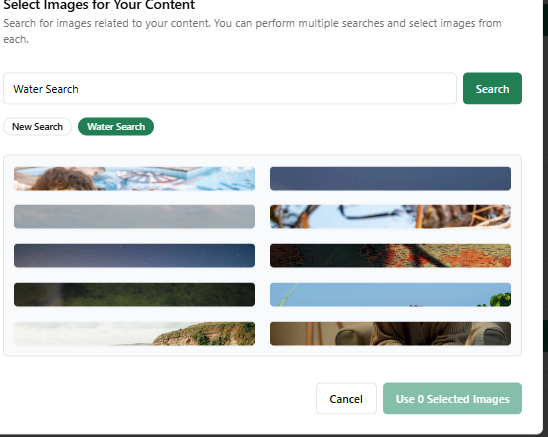 Select Images for Your Content
Search for images related to your content. You can perform multiple searches and select images from
each.
Water Search
Search
New Search
Water Search
Cancel
Use 0 Selected Images